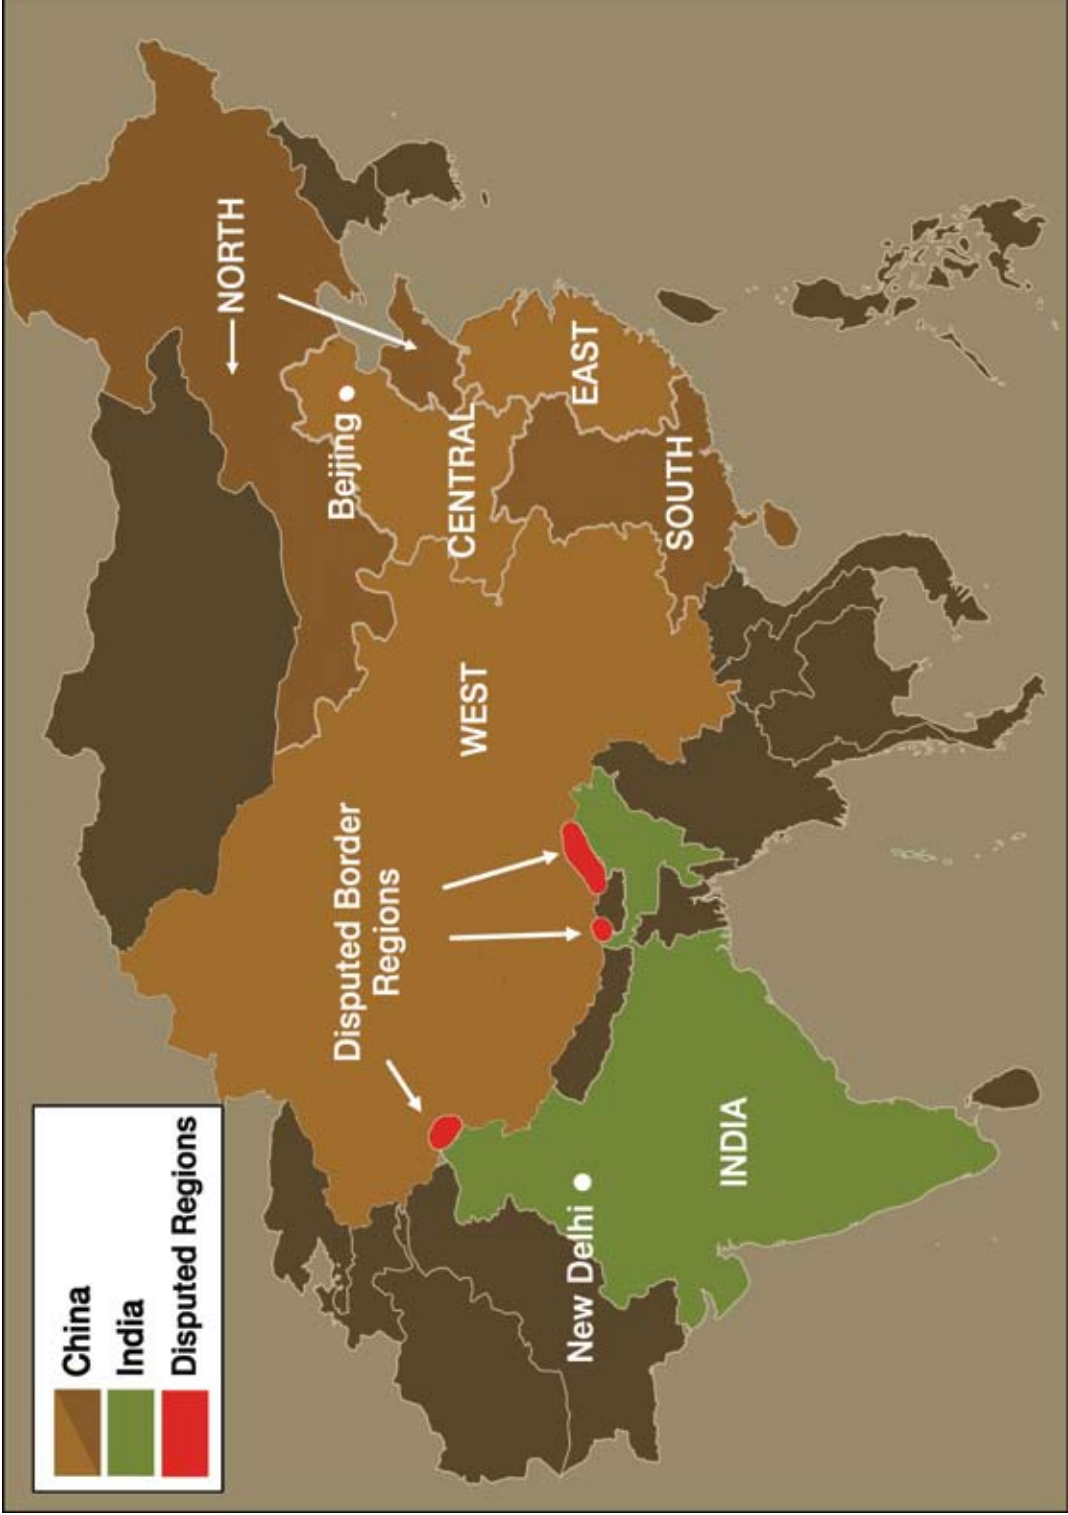 China
India
Disputed Regions
NORTH
Beijing
CENTRAL
EAST
SOUTH
WEST
Disputed Border
Regions
New Delhi
INDIA